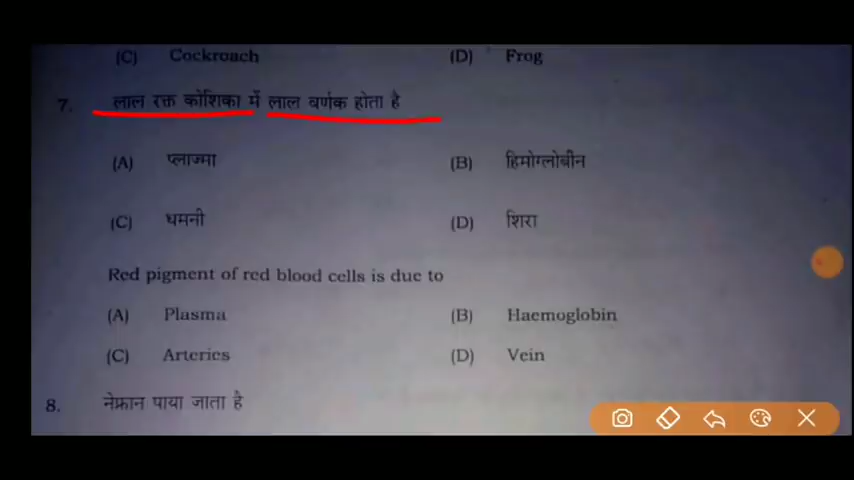 (C) Cockroach (D) Frog
7. लाल रक्त कोशिका में लाल वर्णक होता है
(A) प्लाज्मा (B) हिमोग्लोबीन
(C) धमनी (D) शिरा
Red pigment of red blood cells is due to
(A) Plasma (B) Haemoglobin
(C) Arteries (D) Vein
8. नेफ्रान पाया जाता है